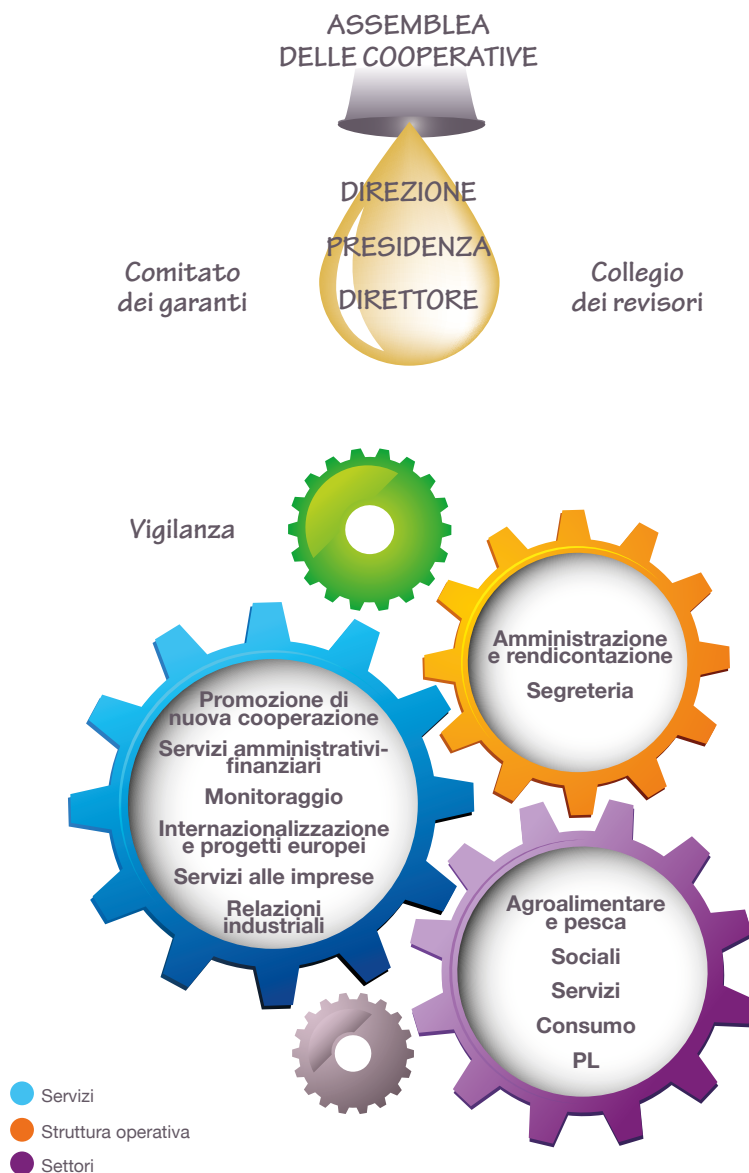 ASSEMBLEA
DELLE COOPERATIVE
DIREZIONE
PRESIDENZA
DIRETTORE
Comitato
dei garanti
Collegio
dei revisori
Vigilanza
Amministrazione
e rendicontazione
Segreteria
Promozione di
nuova cooperazione
Servizi amministrativi-
finanziari
Monitoraggio
Internazionalizzazione
e progetti europei
Servizi alle imprese
Relazioni
industriali
Agroalimentare
e pesca
Sociali
Servizi
Consumo
PL
Servizi
Struttura operativa
Settori